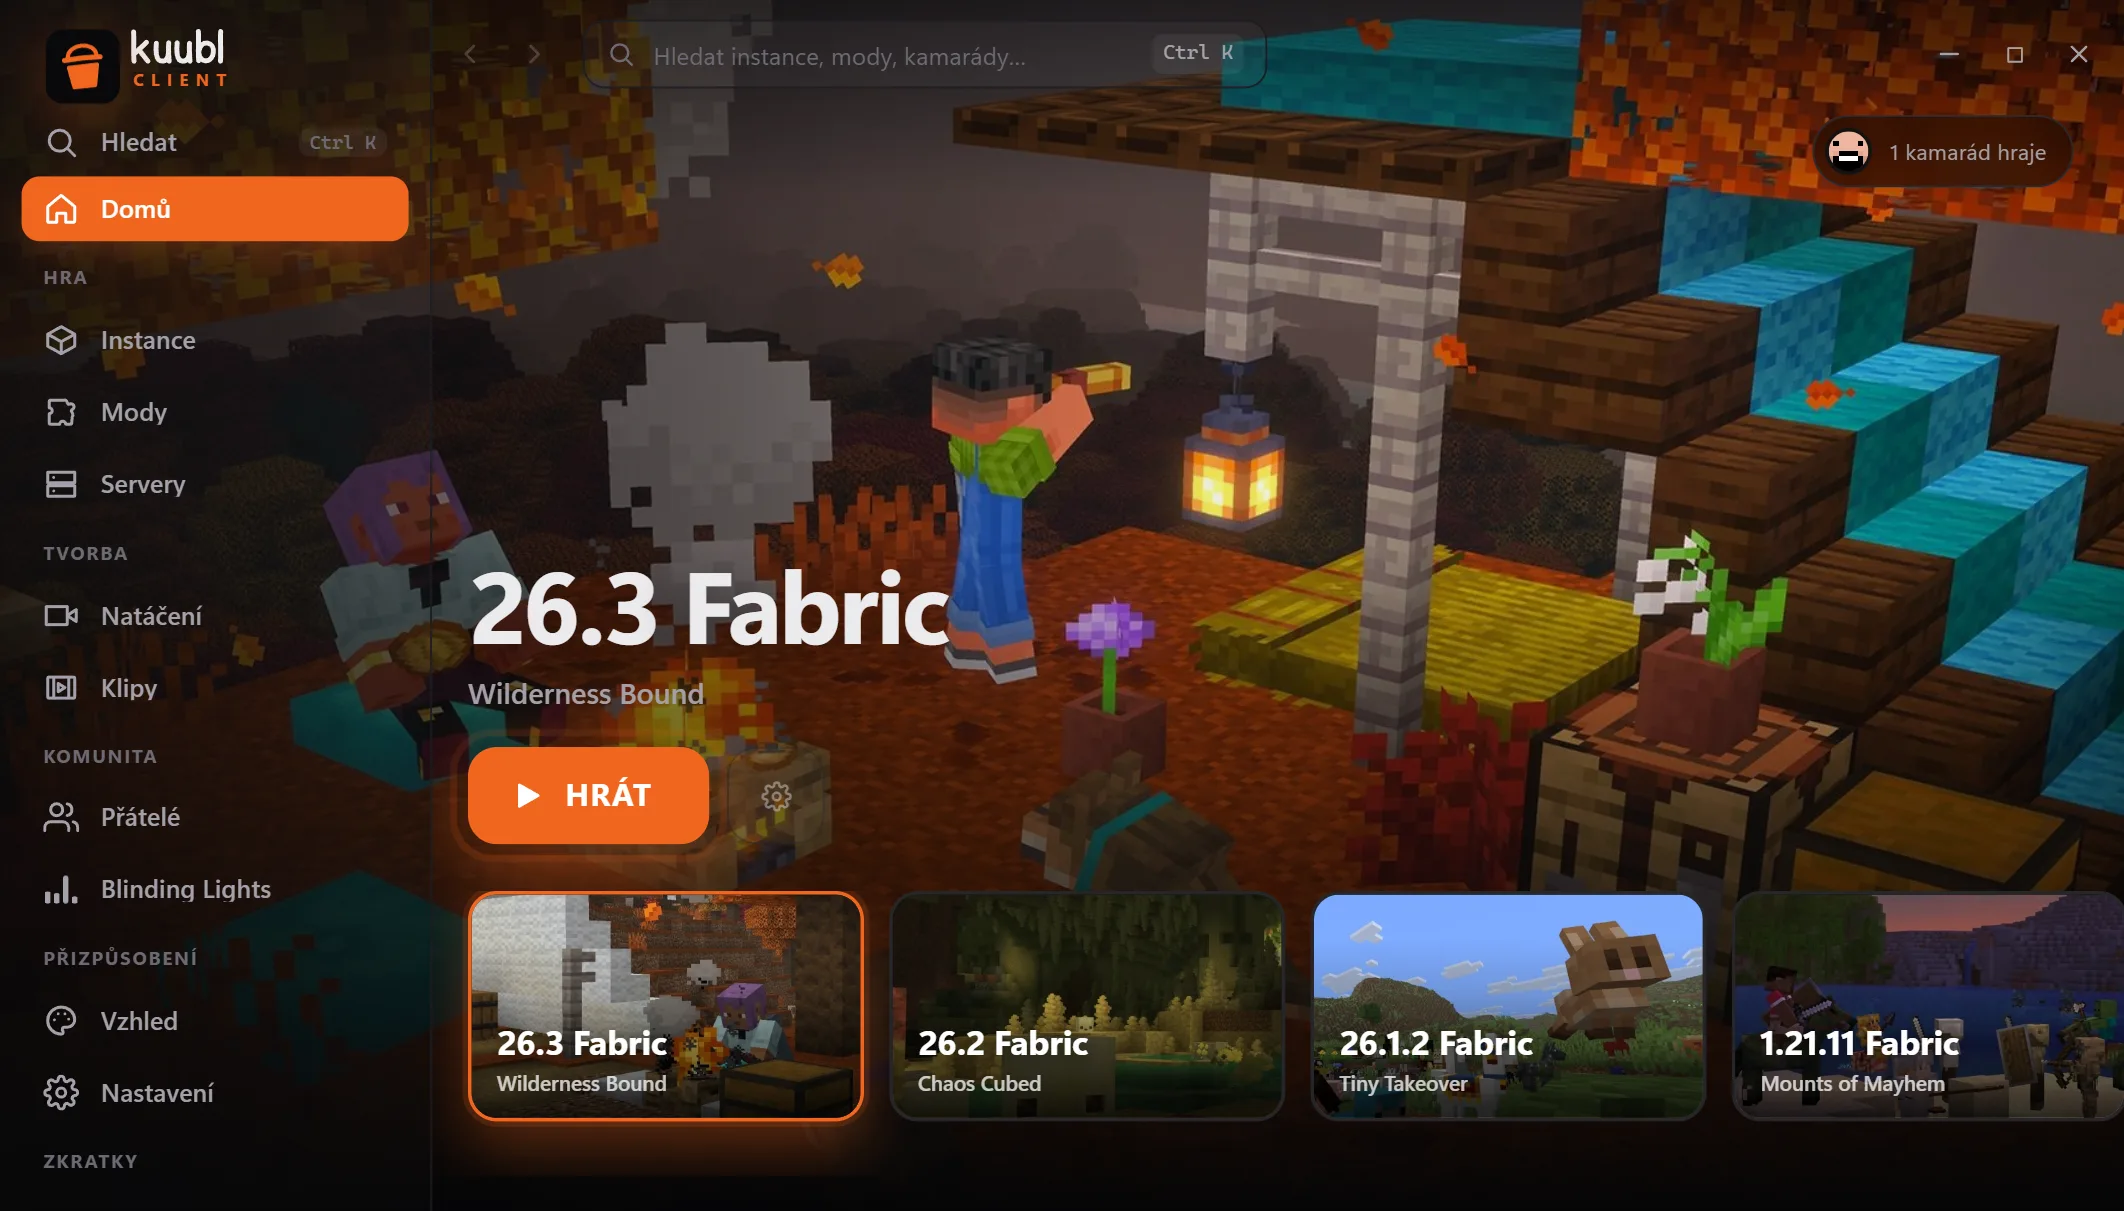 kuubl
CLIENT
Hledat instance, mody, kamarády...
Ctrl K
Hledat
Ctrl K
1 kamarád hraje
Domů
HRA
Instance
Mody
Servery
TVORBA
Natáčení
Klipy
KOMUNITA
Přátelé
Blinding Lights
PŘIZPŮSOBENÍ
Vzhled
Nastavení
ZKRATKY
26.3 Fabric
Wilderness Bound
HRÁT
26.3 Fabric
Wilderness Bound
26.2 Fabric
Chaos Cubed
26.1.2 Fabric
Tiny Takeover
1.21.11 Fabric
Mounts of Mayhem